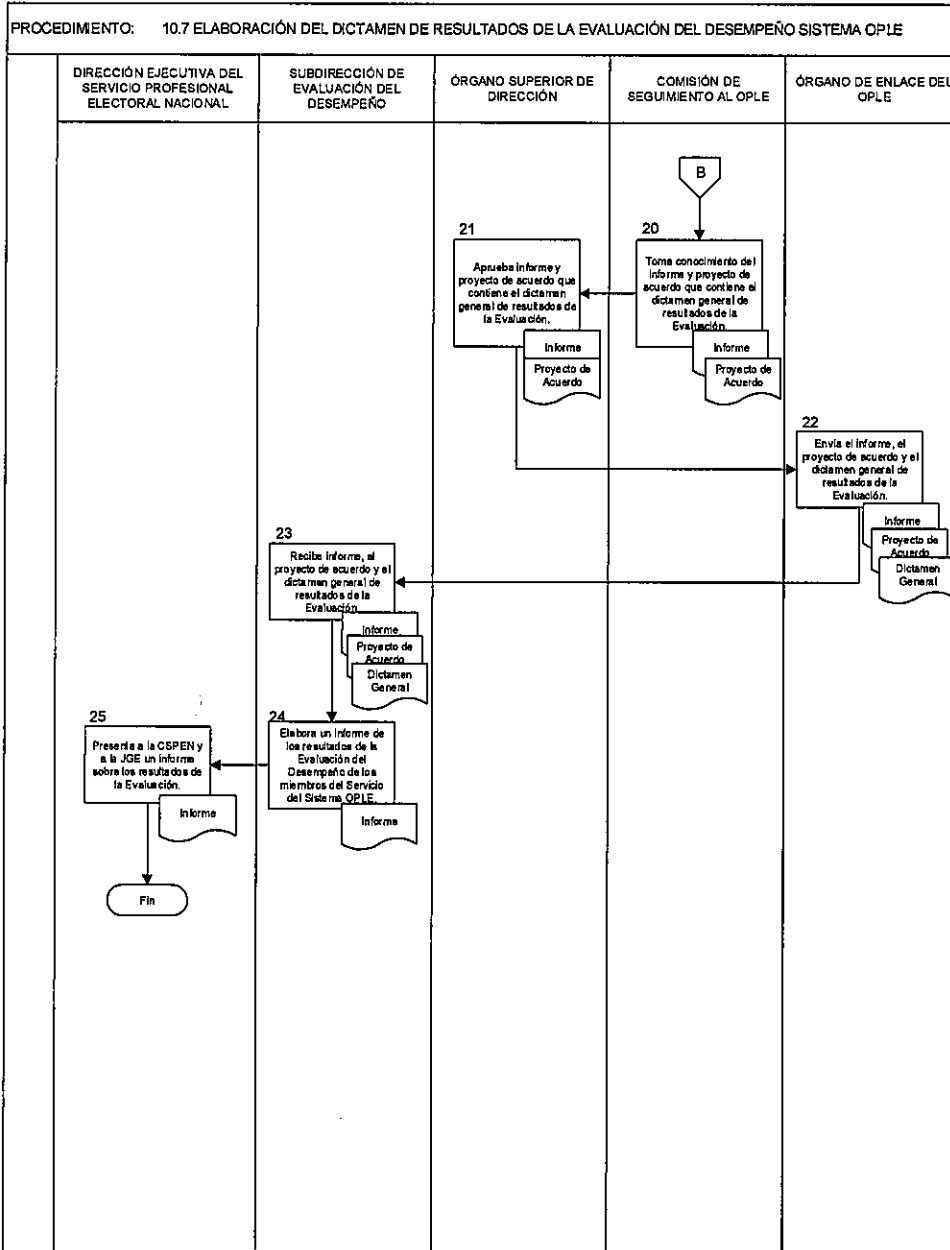 PROCEDIMIENTO: 10.7 ELABORACIÓN DEL DICTAMEN DE RESULTADOS DE LA EVALUACIÓN DEL DESEMPEÑO SISTEMA OPLE
DIRECCIÓN EJECUTIVA DEL
SERVICIO PROFESIONAL
ELECTORAL NACIONAL
SUBDIRECCIÓN DE
EVALUACIÓN DEL
DESEMPEÑO
ÓRGANO SUPERIOR DE
DIRECCIÓN
COMISIÓN DE
SEGUIMIENTO AL OPLE
ÓRGANO DE ENLACE DEL
OPLE
B
20
Toma conocimiento del
informe y proyecto de
acuerdo que contiene el
dictamen general de
resultados de la
Evaluación.
Informe
Proyecto de
Acuerdo
21
Aprueba informe y
proyecto de acuerdo que
contiene el dictamen
general de resultados de
la Evaluación.
Informe
Proyecto de
Acuerdo
22
Envía el informe, el
proyecto de acuerdo y el
dictamen general de
resultados de la
Evaluación.
Informe
Proyecto de
Acuerdo
Dictamen
General
23
Recibe informe, el
proyecto de acuerdo y el
dictamen general de
resultados de la
Evaluación
Informe
Proyecto de
Acuerdo
Dictamen
General
24
Elabora un Informe de
los resultados de la
Evaluación del
Desempeño de los
miembros del Servicio
del Sistema OPLE.
Informe
25
Presenta a la CSPEN y
a la JGE un informe
sobre los resultados de
la Evaluación.
Informe
Fin